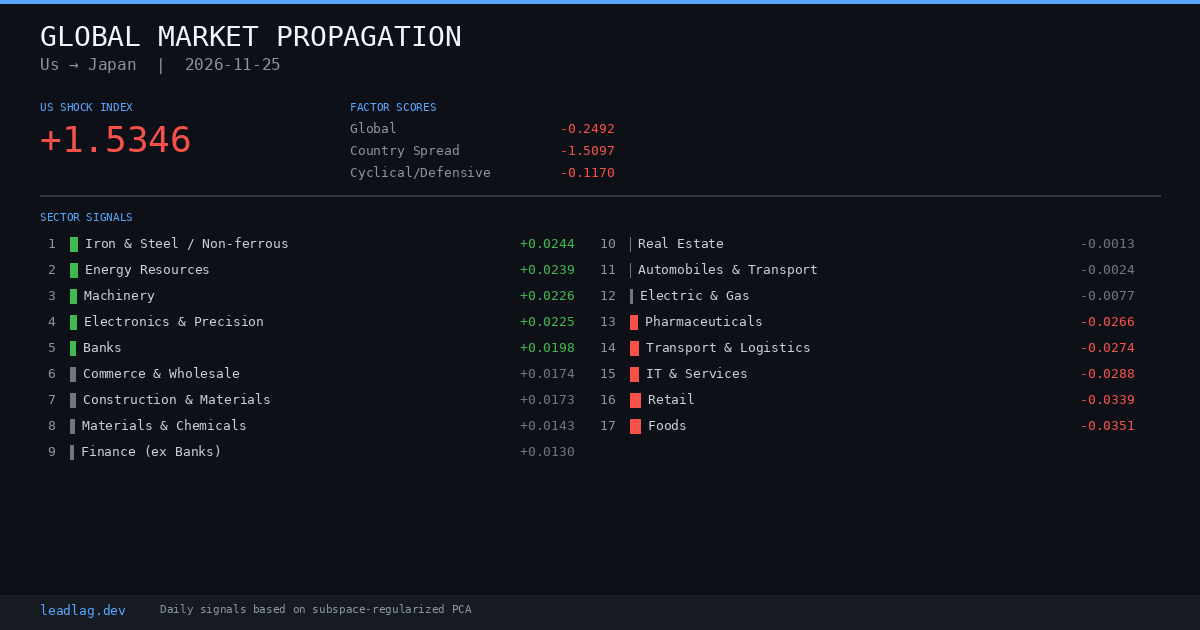 GLOBAL MARKET PROPAGATION
Us → Japan | 2026-11-25
US SHOCK INDEX
+1.5346
FACTOR SCORES
Global -0.2492
Country Spread -1.5097
Cyclical/Defensive -0.1170
SECTOR SIGNALS
1 Iron & Steel / Non-ferrous +0.0244
2 Energy Resources +0.0239
3 Machinery +0.0226
4 Electronics & Precision +0.0225
5 Banks +0.0198
6 Commerce & Wholesale +0.0174
7 Construction & Materials +0.0173
8 Materials & Chemicals +0.0143
9 Finance (ex Banks) +0.0130
10 Real Estate -0.0013
11 Automobiles & Transport -0.0024
12 Electric & Gas -0.0077
13 Pharmaceuticals -0.0266
14 Transport & Logistics -0.0274
15 IT & Services -0.0288
16 Retail -0.0339
17 Foods -0.0351
leadlag.dev Daily signals based on subspace-regularized PCA